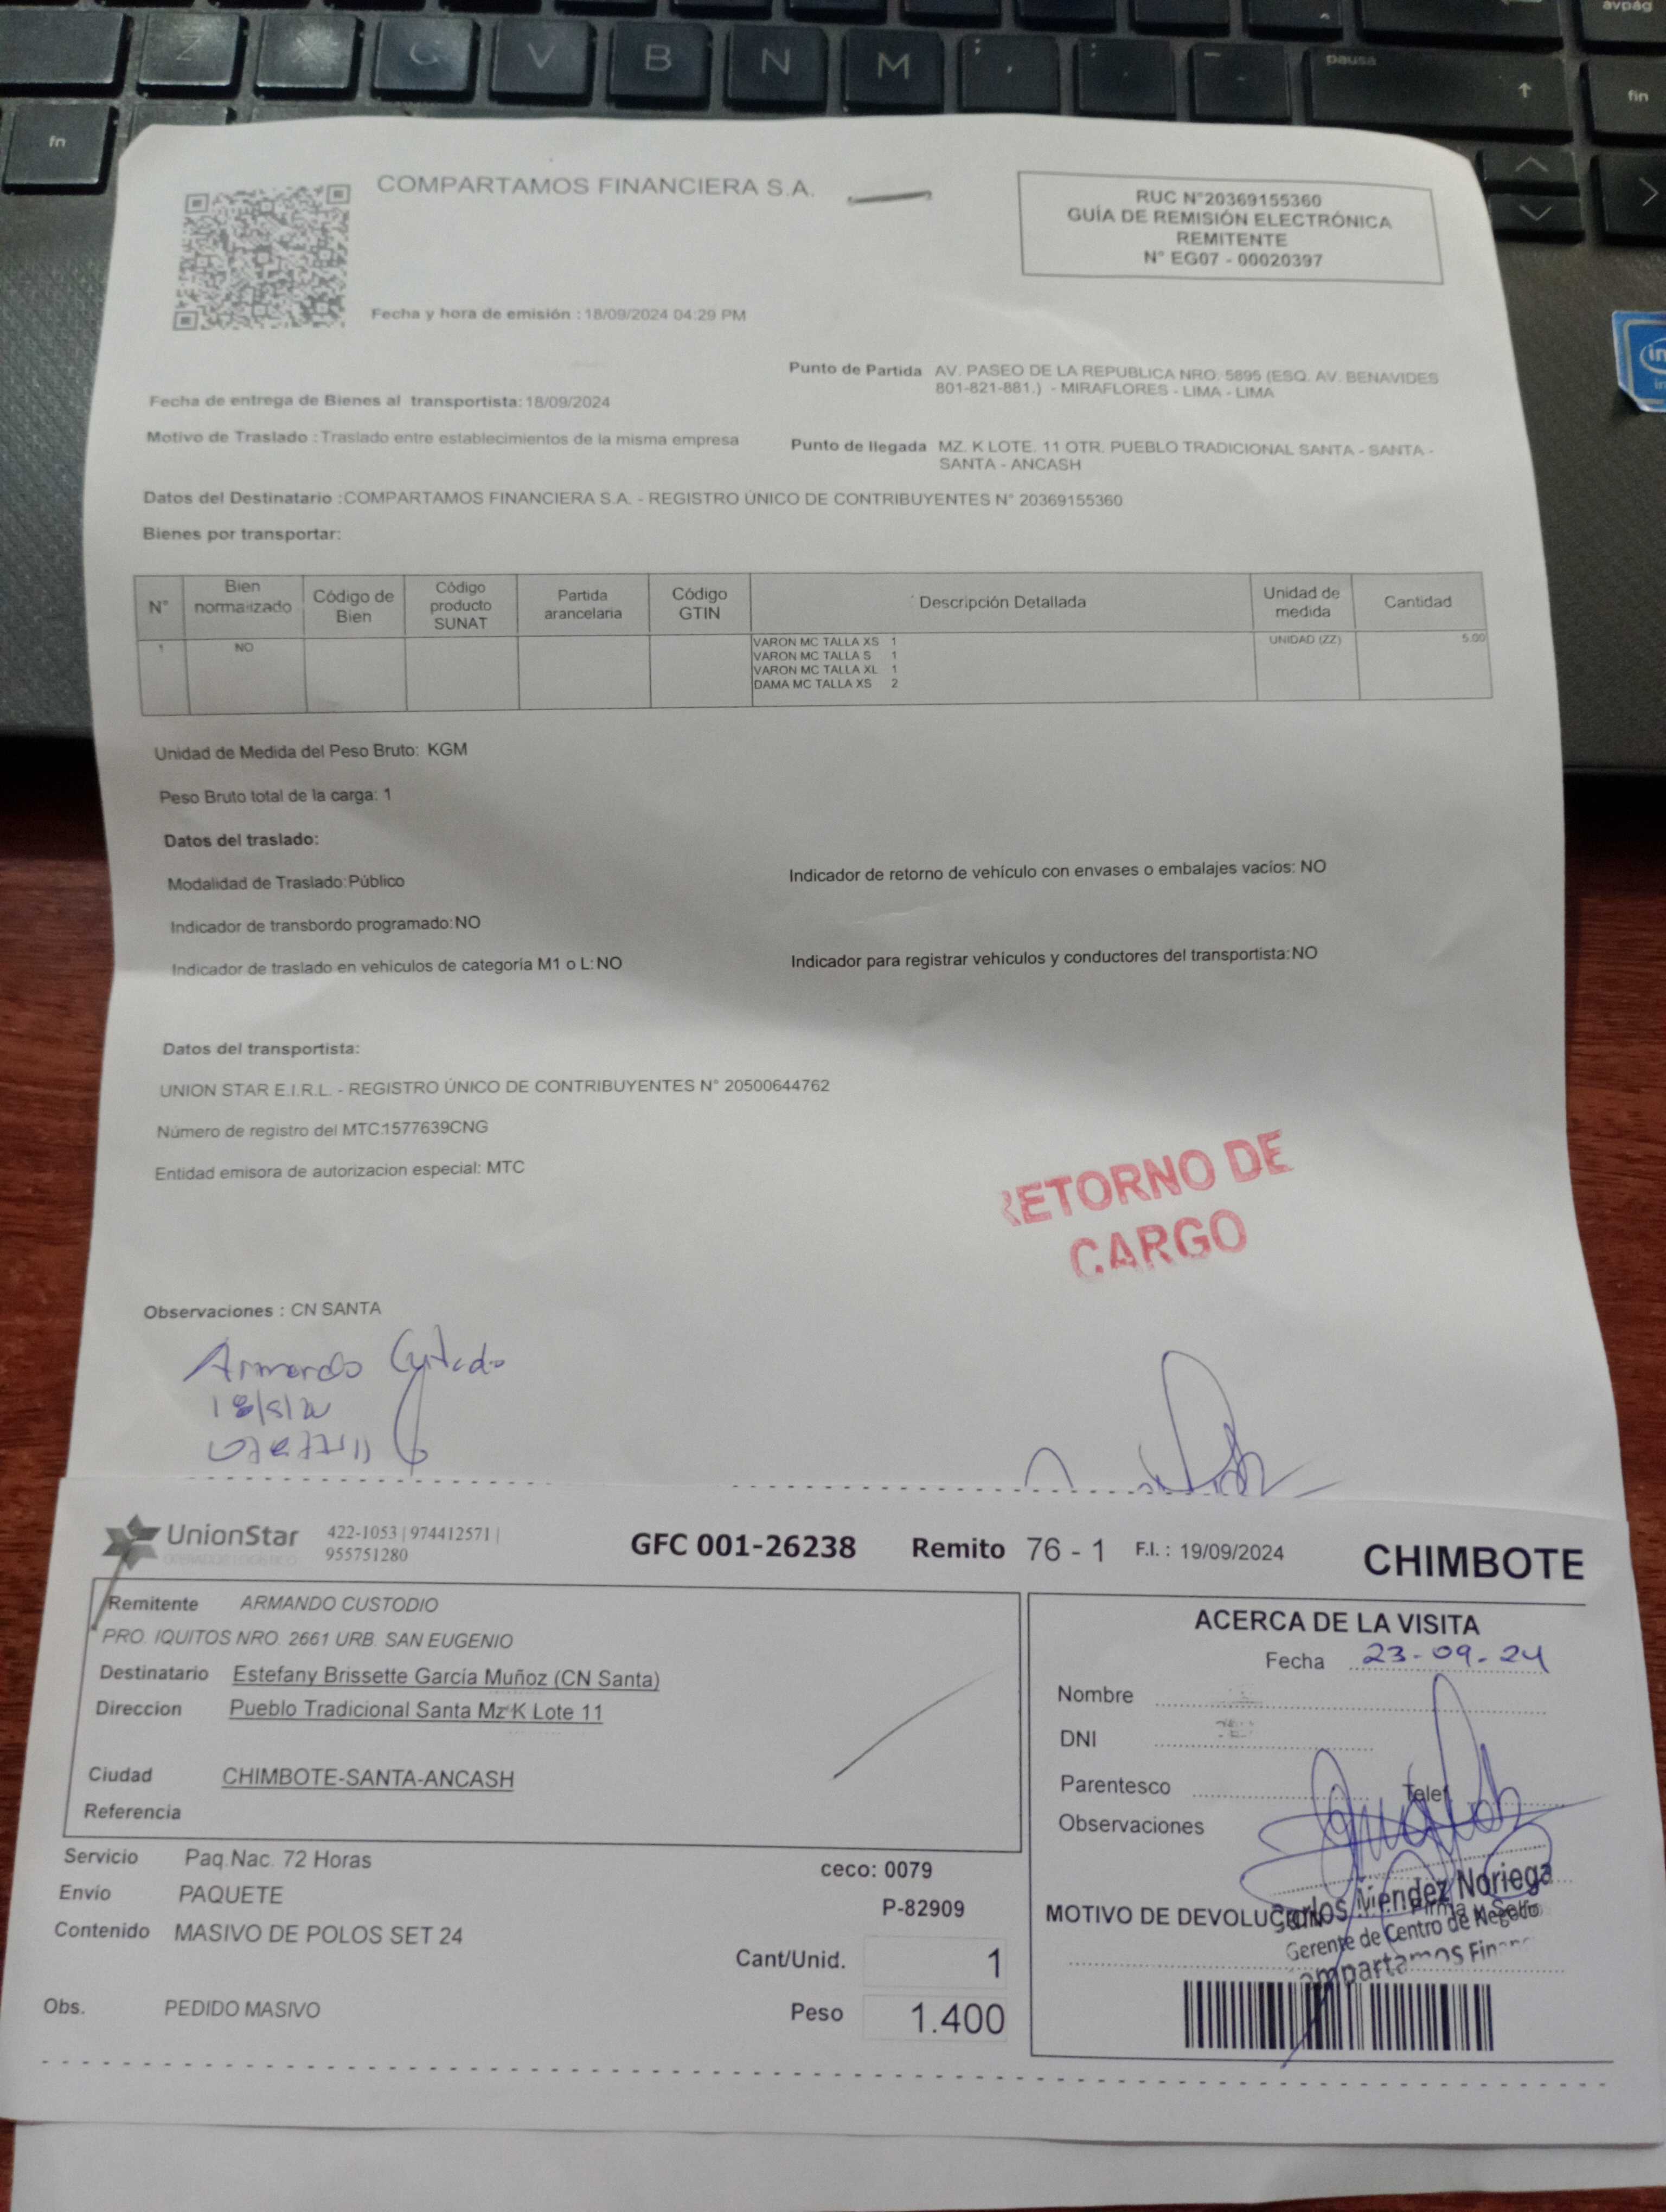 Z X C V B N M ; , : . _ - pausa ↑ avpág
fn fin
COMPARTAMOS FINANCIERA S.A.
RUC N°20369155360
GUÍA DE REMISIÓN ELECTRÓNICA
REMITENTE
N° EG07 - 00020397
Fecha y hora de emisión : 18/09/2024 04:29 PM
Punto de Partida AV. PASEO DE LA REPUBLICA NRO. 5895 (ESQ. AV. BENAVIDES
801-821-881.) - MIRAFLORES - LIMA - LIMA
Fecha de entrega de Bienes al transportista: 18/09/2024
Motivo de Traslado : Traslado entre establecimientos de la misma empresa
Punto de llegada MZ. K LOTE. 11 OTR. PUEBLO TRADICIONAL SANTA - SANTA -
SANTA - ANCASH
Datos del Destinatario :COMPARTAMOS FINANCIERA S.A. - REGISTRO ÚNICO DE CONTRIBUYENTES N° 20369155360
Bienes por transportar:
N° Bien normalizado Código de Bien Código producto SUNAT Partida arancelaria Código GTIN Descripción Detallada Unidad de medida Cantidad
1 NO VARON MC TALLA XS 1 UNIDAD (ZZ) 5.00
VARON MC TALLA S 1
VARON MC TALLA XL 1
DAMA MC TALLA XS 2
Unidad de Medida del Peso Bruto: KGM
Peso Bruto total de la carga: 1
Datos del traslado:
Modalidad de Traslado:Público
Indicador de retorno de vehículo con envases o embalajes vacíos: NO
Indicador de transbordo programado:NO
Indicador de traslado en vehículos de categoría M1 o L:NO
Indicador para registrar vehículos y conductores del transportista:NO
Datos del transportista:
UNION STAR E.I.R.L. - REGISTRO ÚNICO DE CONTRIBUYENTES N° 20500644762
Número de registro del MTC:1577639CNG
Entidad emisora de autorizacion especial: MTC
RETORNO DE
CARGO
Observaciones : CN SANTA
Armando Custodio
UnionStar
OPERADOR LOGISTICO
422-1053 | 974412571 |
955751280
GFC 001-26238 Remito 76 - 1 F.I. : 19/09/2024 CHIMBOTE
Remitente ARMANDO CUSTODIO
PRO. IQUITOS NRO. 2661 URB. SAN EUGENIO
Destinatario Estefany Brissette García Muñoz (CN Santa)
Direccion Pueblo Tradicional Santa Mz K Lote 11
Ciudad CHIMBOTE-SANTA-ANCASH
Referencia
Servicio Paq.Nac. 72 Horas
ceco: 0079
Envío PAQUETE
P-82909
Contenido MASIVO DE POLOS SET 24
Cant/Unid. 1
Obs. PEDIDO MASIVO
Peso 1.400
ACERCA DE LA VISITA
Fecha 23-09-24
Nombre
DNI
Parentesco Telef.
Observaciones
Firma y Sello
MOTIVO DE DEVOLUCIÓN
Carlos Mendez Noriega
Gerente de Centro de Negocio